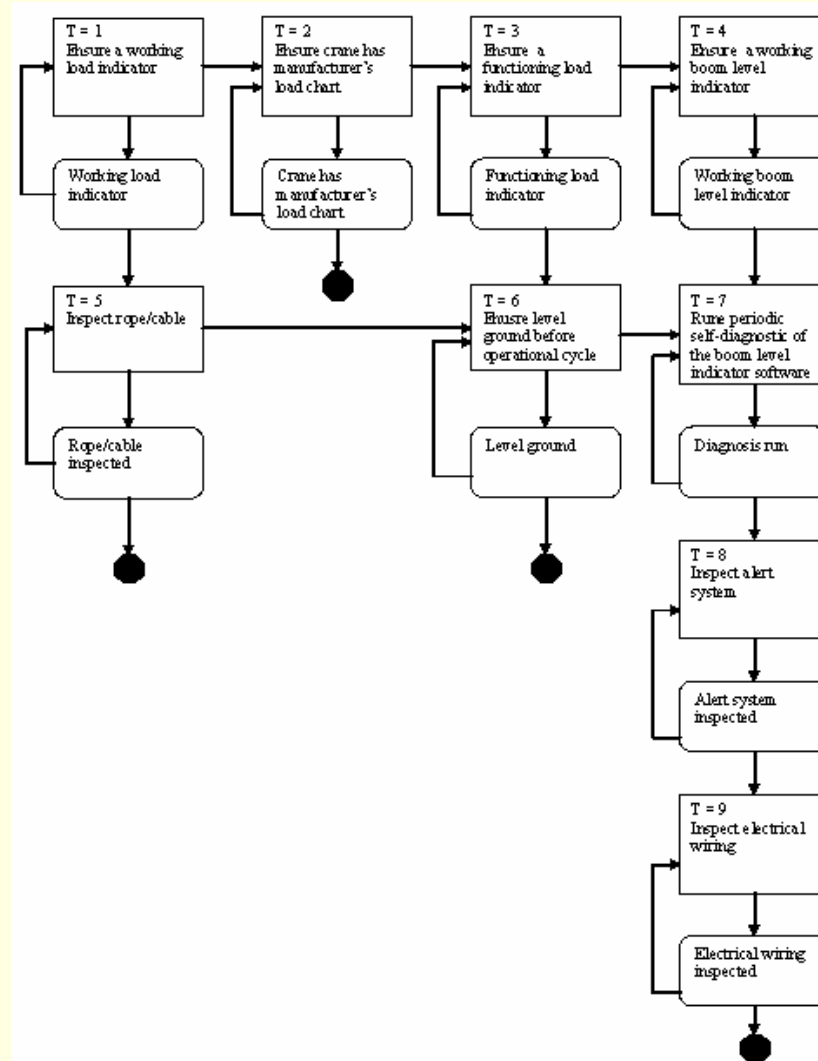 T = 1
Ensure a working
load indicator
T = 2
Ensure crane has
manufacturer's
load chart
T = 3
Ensure a
functioning load
indicator
T = 4
Ensure a working
boom level
indicator
Working load
indicator
Crane has
manufacturer's
load chart
Functioning load
indicator
Working boom
level indicator
T = 5
Inspect rope/cable
T = 6
Ehusre level
ground before
operational cycle
T = 7
Rune periodic
self-diagnostic of
the boom level
indicator software
Rope/cable
inspected
Level ground
Diagnosis run
T = 8
Inspect alert
system
Alert system
inspected
T = 9
Inspect electrical
wiring
Electrical wiring
inspected